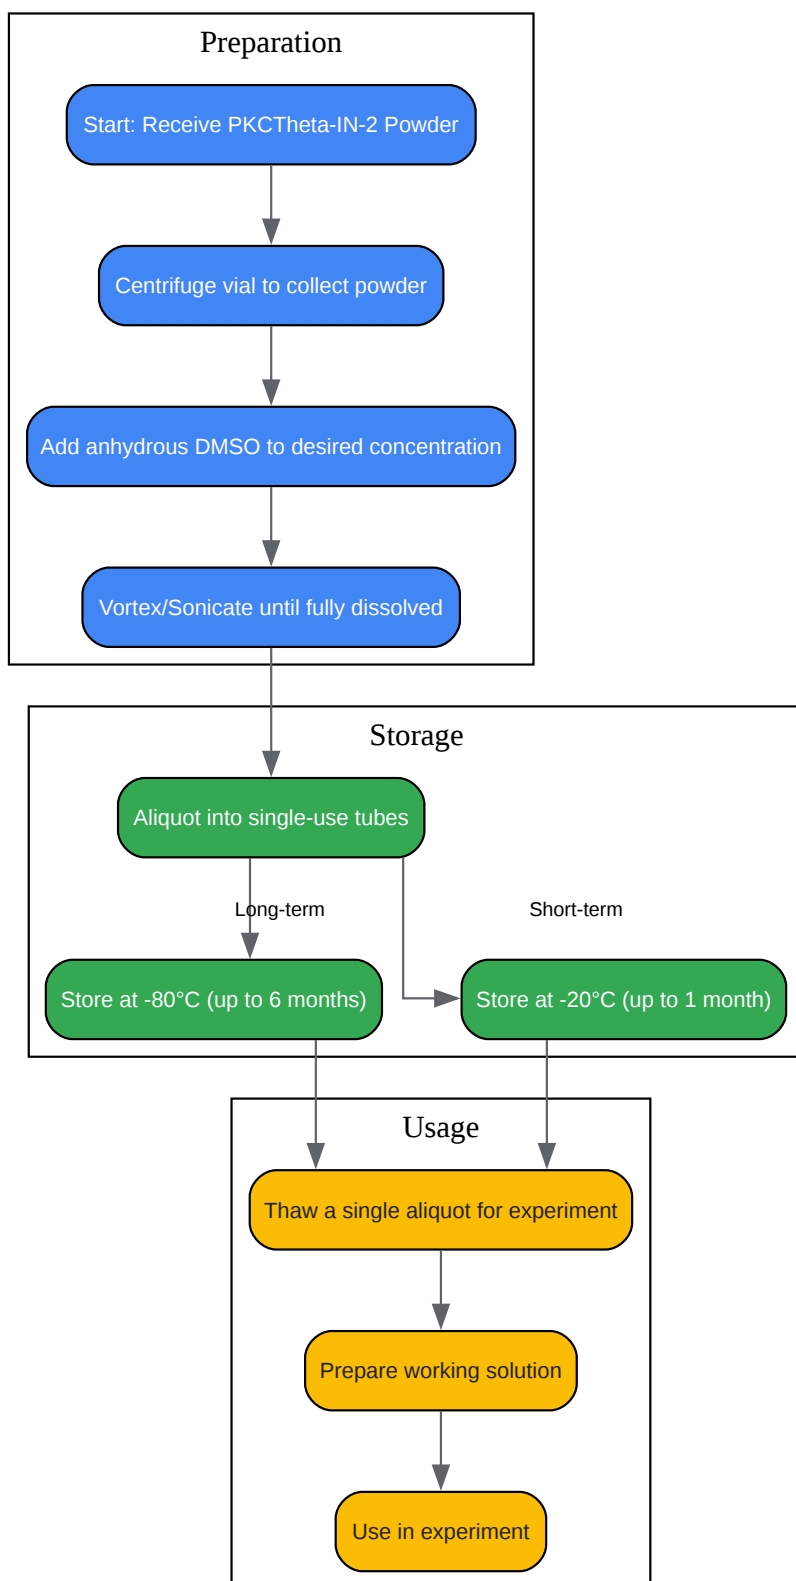 Preparation
Start: Receive PKCTheta-IN-2 Powder
Centrifuge vial to collect powder
Add anhydrous DMSO to desired concentration
Vortex/Sonicate until fully dissolved
Storage
Aliquot into single-use tubes
Long-term
Short-term
Store at -80°C (up to 6 months)
Store at -20°C (up to 1 month)
Usage
Thaw a single aliquot for experiment
Prepare working solution
Use in experiment